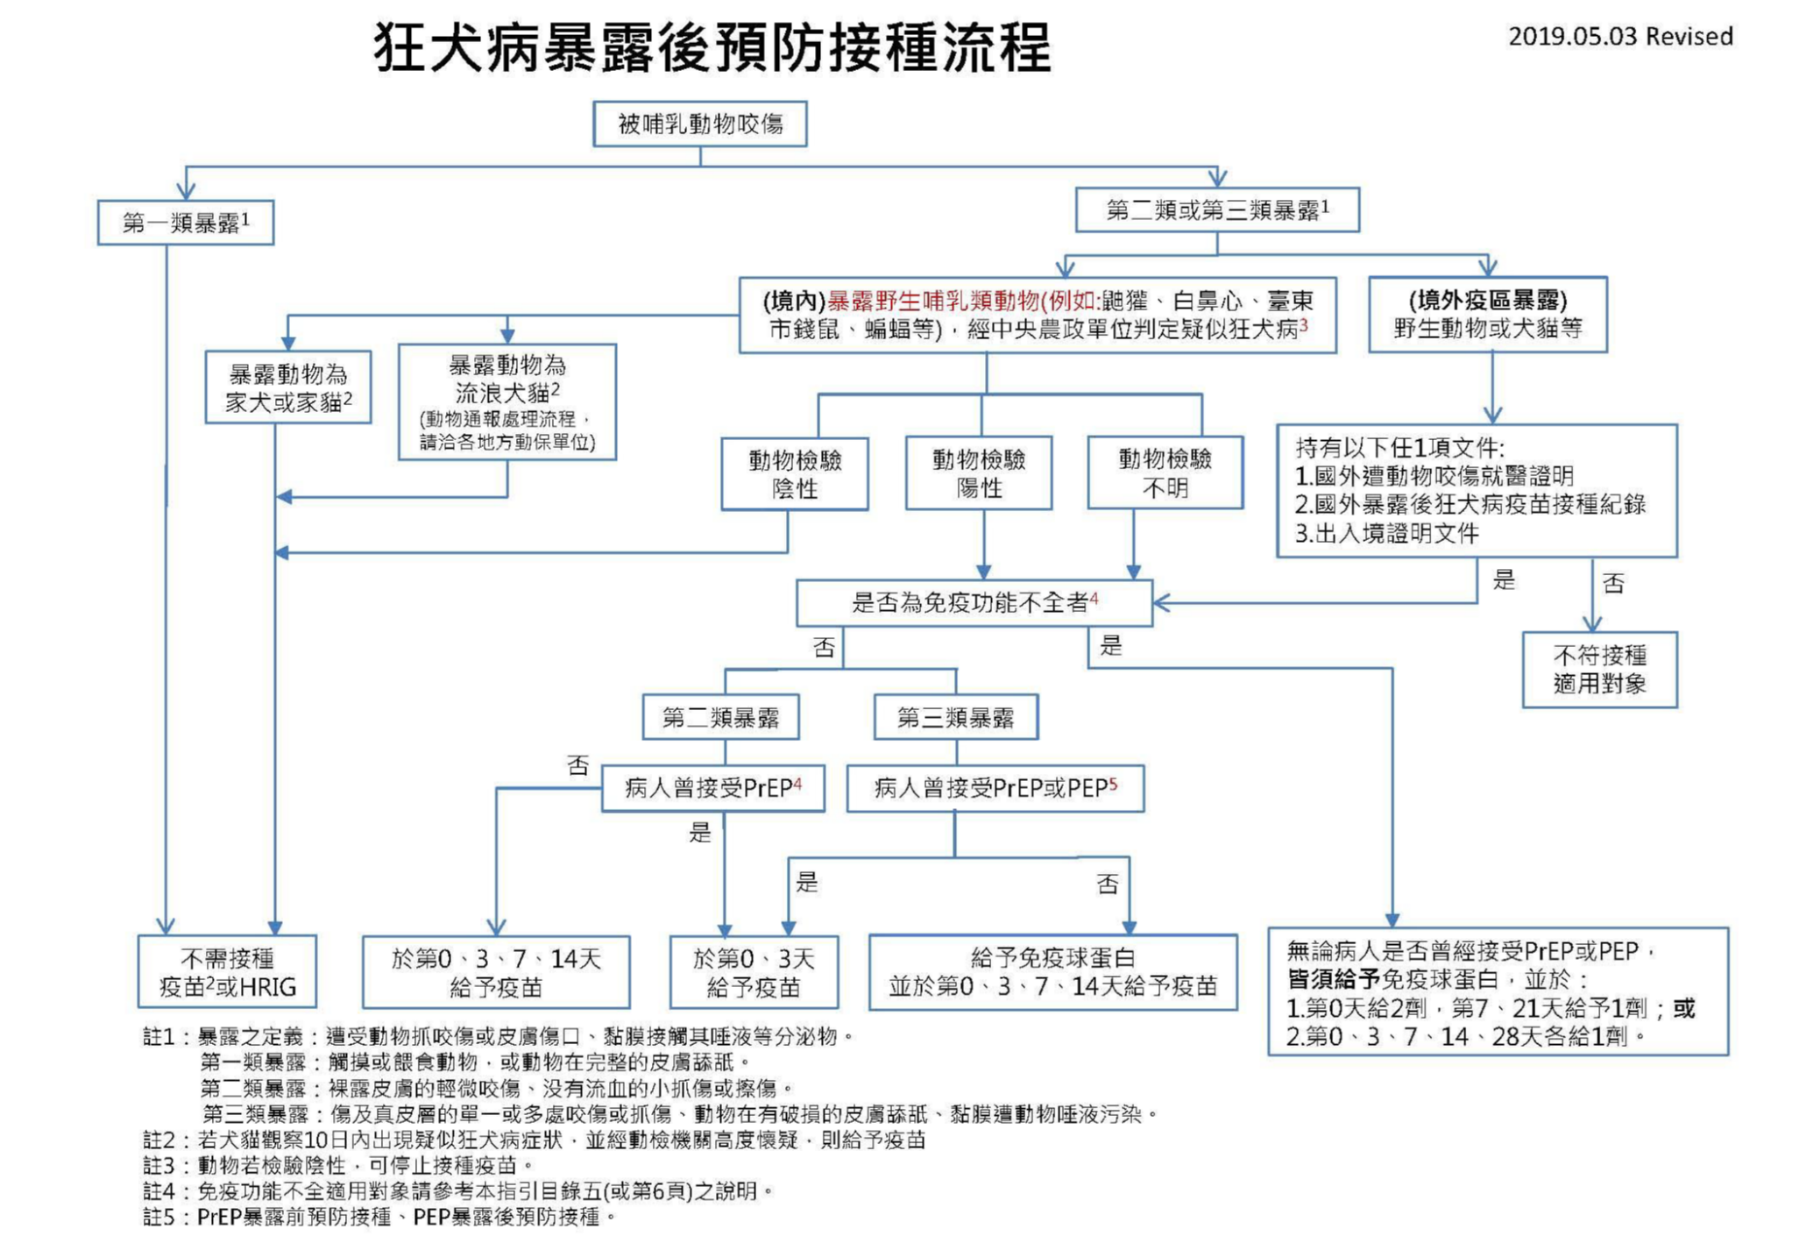 狂犬病暴露後預防接種流程
2019.05.03 Revised
被哺乳動物咬傷
第一類暴露1
第二類或第三類暴露1
(境內)暴露野生哺乳類動物(例如:鼬獾、白鼻心、臺東
市錢鼠、蝙蝠等)，經中央農政單位判定疑似狂犬病3
(境外疫區暴露)
野生動物或犬貓等
暴露動物為
家犬或家貓2
暴露動物為
流浪犬貓2
(動物通報處理流程，
請洽各地方動保單位)
動物檢驗
陰性
動物檢驗
陽性
動物檢驗
不明
持有以下任1項文件:
1.國外遭動物咬傷就醫證明
2.國外暴露後狂犬病疫苗接種紀錄
3.出入境證明文件
是
否
是否為免疫功能不全者4
不符接種
適用對象
否
是
第二類暴露
第三類暴露
否
病人曾接受PrEP4
病人曾接受PrEP或PEP5
是
是
否
不需接種
疫苗2或HRIG
於第0、3、7、14天
給予疫苗
於第0、3天
給予疫苗
給予免疫球蛋白
並於第0、3、7、14天給予疫苗
無論病人是否曾經接受PrEP或PEP，
皆須給予免疫球蛋白，並於：
1.第0天給2劑，第7、21天給予1劑；或
2.第0、3、7、14、28天各給1劑。
註1：暴露之定義：遭受動物抓咬傷或皮膚傷口、黏膜接觸其唾液等分泌物。
第一類暴露：觸摸或餵食動物，或動物在完整的皮膚舔舐。
第二類暴露：裸露皮膚的輕微咬傷、没有流血的小抓傷或擦傷。
第三類暴露：傷及真皮層的單一或多處咬傷或抓傷、動物在有破損的皮膚舔舐、黏膜遭動物唾液污染。
註2：若犬貓觀察10日內出現疑似狂犬病症狀，並經動檢機關高度懷疑，則給予疫苗
註3：動物若檢驗陰性，可停止接種疫苗。
註4：免疫功能不全適用對象請參考本指引目錄五(或第6頁)之說明。
註5：PrEP暴露前預防接種、PEP暴露後預防接種。